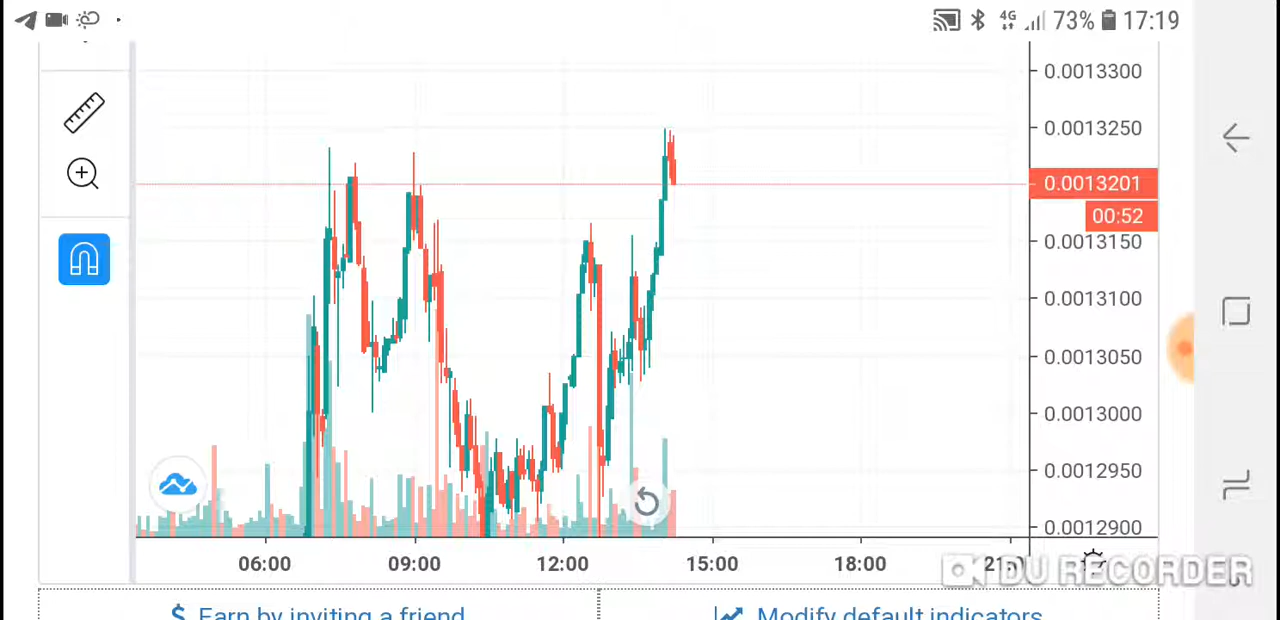 4G 73% 17:19
0.0013300
0.0013250
0.0013201
00:52
0.0013150
0.0013100
0.0013050
0.0013000
0.0012950
0.0012900
06:00 09:00 12:00 15:00 18:00
DU RECORDER
$ Earn by inviting a friend
Modify default indicators